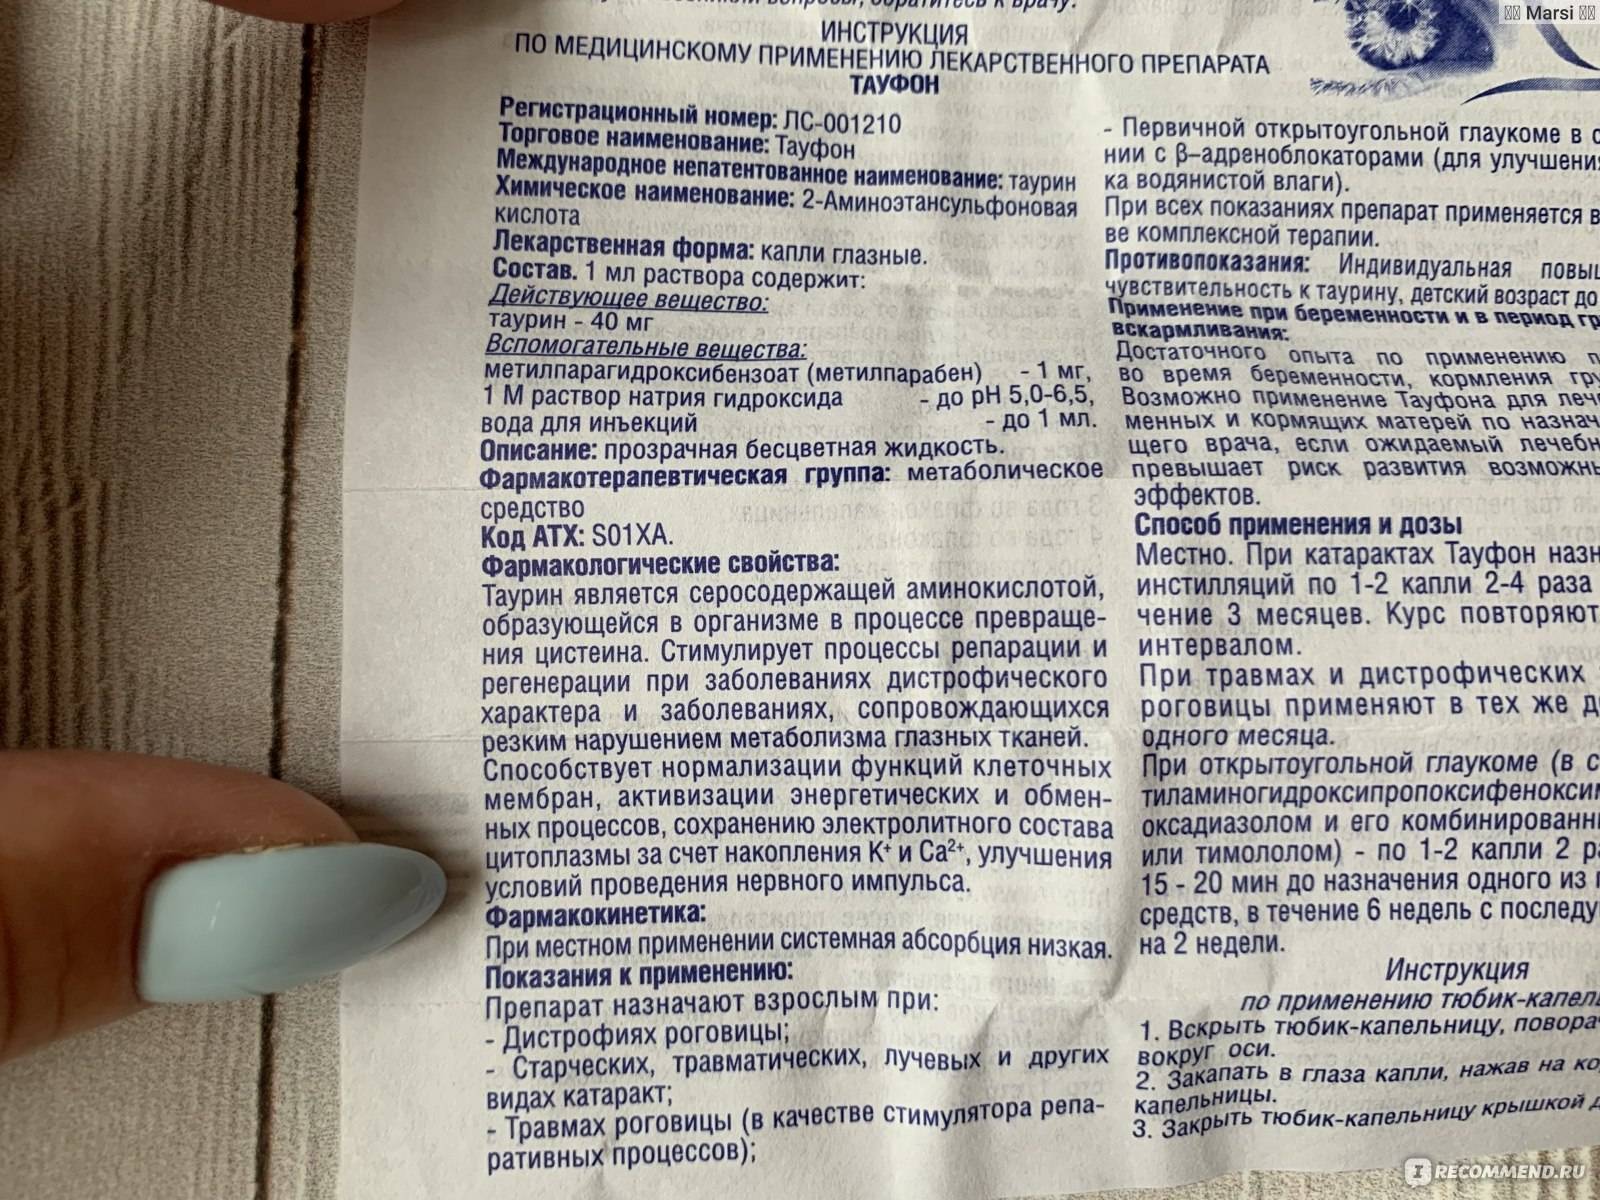 обратитесь к врачу.
ИНСТРУКЦИЯ
ПО МЕДИЦИНСКОМУ ПРИМЕНЕНИЮ ЛЕКАРСТВЕННОГО ПРЕПАРАТА
ТАУФОН
Регистрационный номер: ЛС-001210
Торговое наименование: Тауфон
Международное непатентованное наименование: таурин
Химическое наименование: 2-Аминоэтансульфоновая
кислота
Лекарственная форма: капли глазные.
Состав. 1 мл раствора содержит:
Действующее вещество:
таурин - 40 мг
Вспомогательные вещества:
метилпарагидроксибензоат (метилпарабен) - 1 мг,
1 М раствор натрия гидроксида - до pH 5,0-6,5,
вода для инъекций - до 1 мл.
Описание: прозрачная бесцветная жидкость.
Фармакотерапевтическая группа: метаболическое
средство
Код АТХ: S01XA.
Фармакологические свойства:
Таурин является серосодержащей аминокислотой,
образующейся в организме в процессе превраще-
ния цистеина. Стимулирует процессы репарации и
регенерации при заболеваниях дистрофического
характера и заболеваниях, сопровождающихся
резким нарушением метаболизма глазных тканей.
Способствует нормализации функций клеточных
мембран, активизации энергетических и обмен-
ных процессов, сохранению электролитного состава
цитоплазмы за счет накопления K⁺ и Ca²⁺, улучшения
условий проведения нервного импульса.
Фармакокинетика:
При местном применении системная абсорбция низкая.
Показания к применению:
Препарат назначают взрослым при:
- Дистрофиях роговицы;
- Старческих, травматических, лучевых и других
видах катаракт;
- Травмах роговицы (в качестве стимулятора репа-
ративных процессов);
- Первичной открытоугольной глаукоме в с
нии с β–адреноблокаторами (для улучшения
ка водянистой влаги).
При всех показаниях препарат применяется в
ве комплексной терапии.
Противопоказания: Индивидуальная повыш
чувствительность к таурину, детский возраст до
Применение при беременности и в период гр
вскармливания:
Достаточного опыта по применению п
во время беременности, кормления гру
Возможно применение Тауфона для леч
менных и кормящих матерей по назнач
щего врача, если ожидаемый лечебн
превышает риск развития возможны
эффектов.
Способ применения и дозы
Местно. При катарактах Тауфон назн
инстилляций по 1-2 капли 2-4 раза
чение 3 месяцев. Курс повторяют
интервалом.
При травмах и дистрофических
роговицы применяют в тех же д
одного месяца.
При открытоугольной глаукоме (в с
тиламиногидроксипропоксифеноксим
оксадиазолом и его комбинированн
или тимололом) - по 1-2 капли 2 ра
15 - 20 мин до назначения одного из
средств, в течение 6 недель с последу
на 2 недели.
Инструкция
по применению тюбик-капель
1. Вскрыть тюбик-капельницу, повора
вокруг оси.
2. Закапать в глаза капли, нажав на ко
капельницы.
3. Закрыть тюбик-капельницу крышкой д
Marsi
RECOMMEND.RU